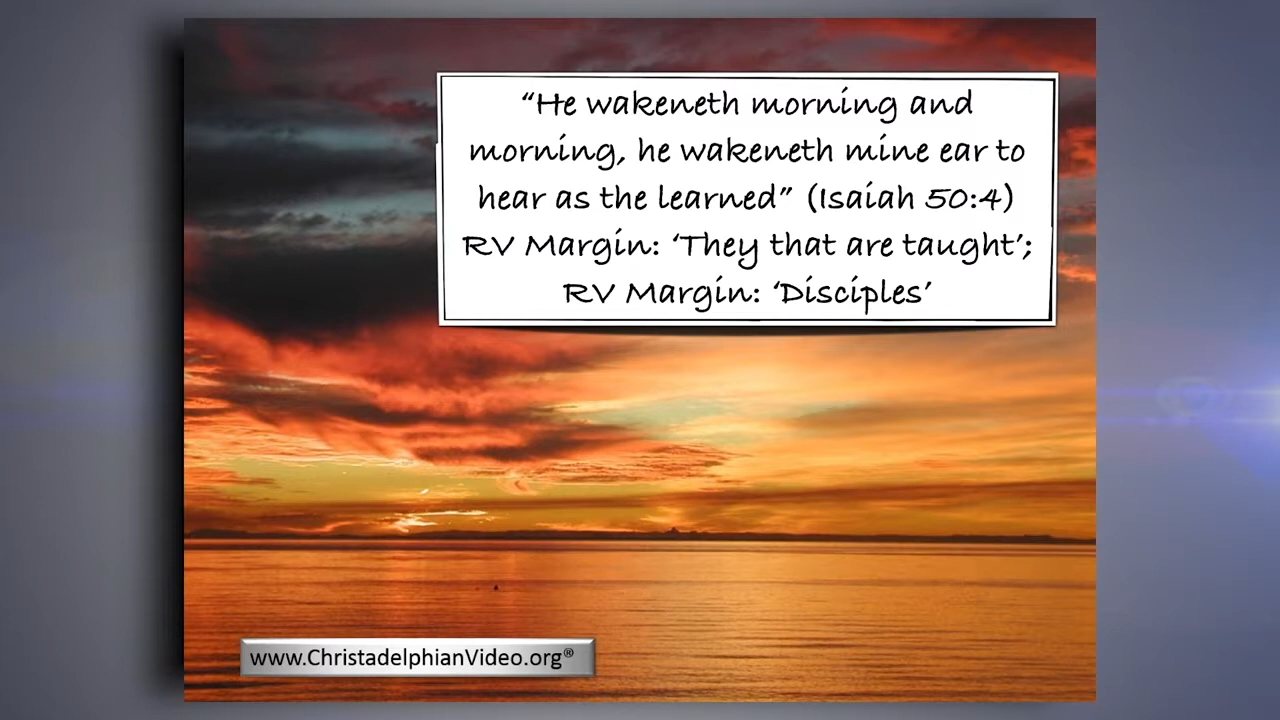 “He wakeneth morning and
morning, he wakeneth mine ear to
hear as the learned” (Isaiah 50:4)
RV Margin: ‘They that are taught’;
RV Margin: ‘Disciples’
www.ChristadelphianVideo.org®